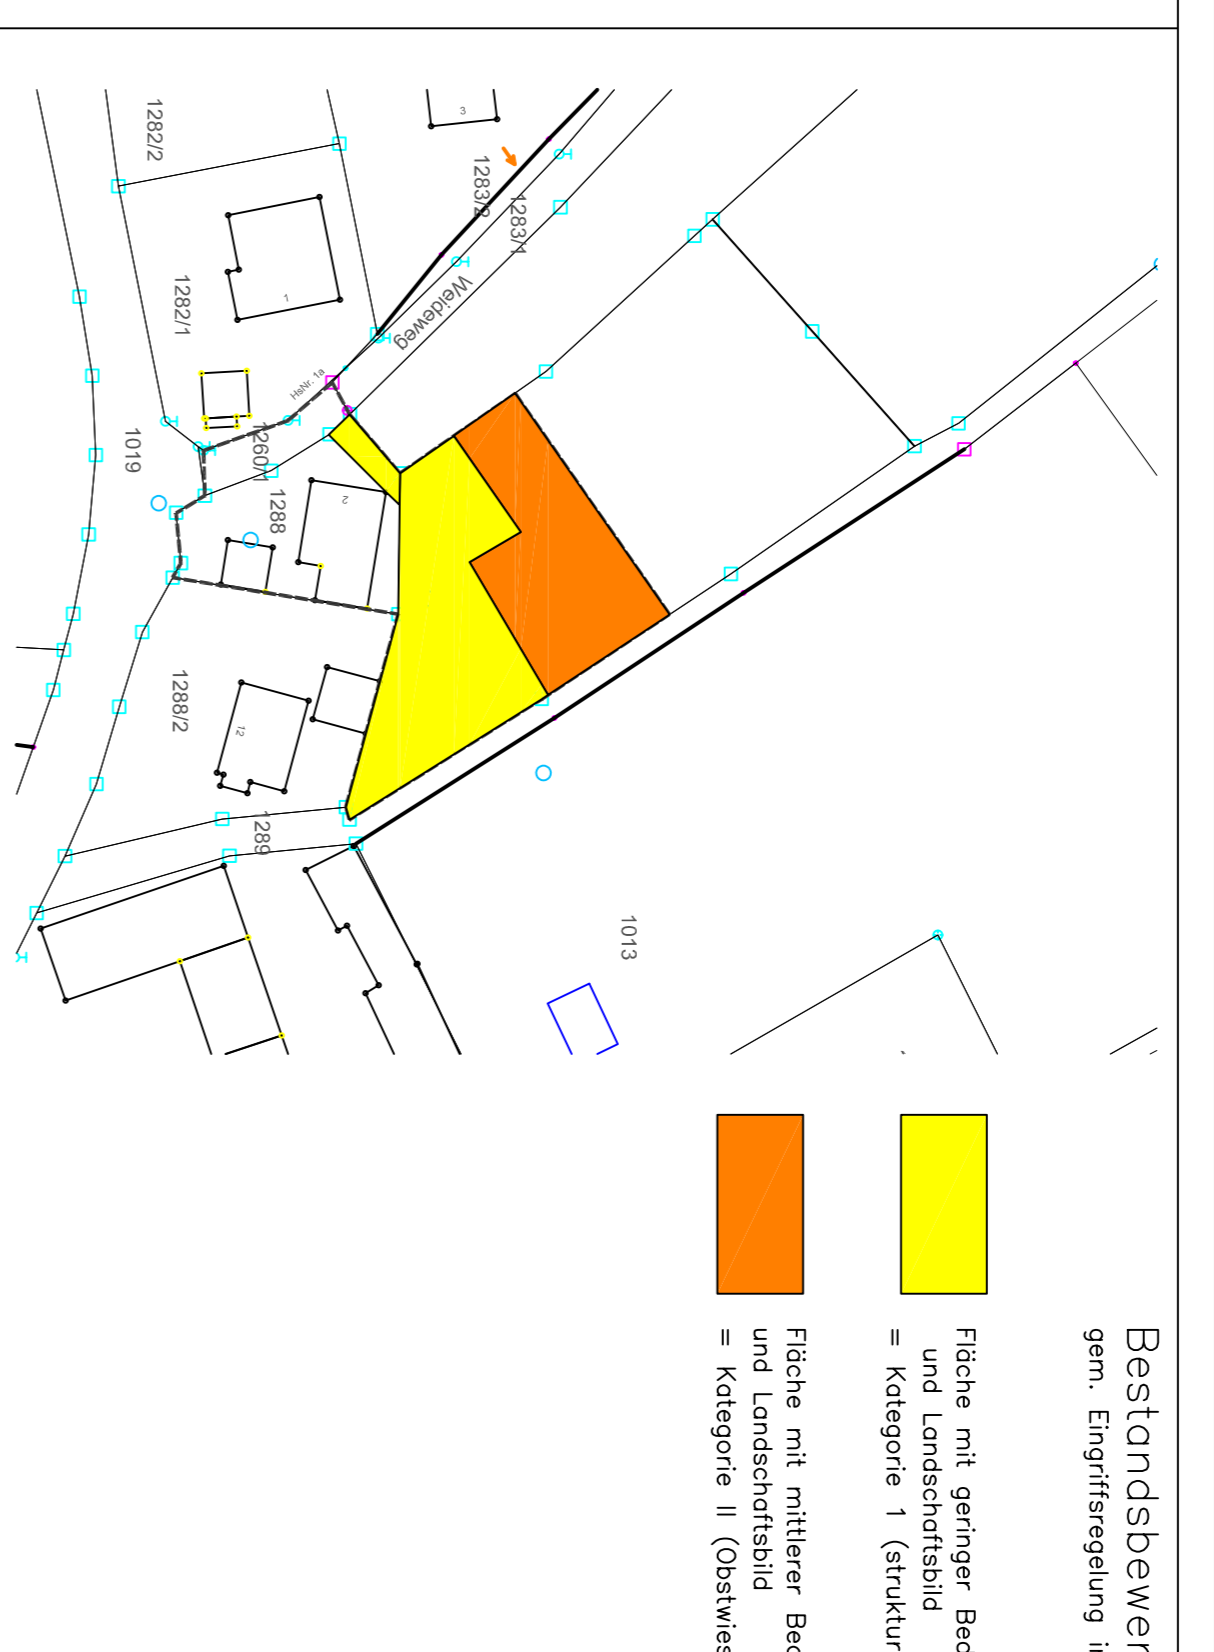 Bestandsbewer
gem. Eingriffsregelung i
Fläche mit geringer Bed
und Landschaftsbild
= Kategorie 1 (struktur
Fläche mit mittlerer Bed
und Landschaftsbild
= Kategorie II (Obstwies
1013
1283/1
1283/2
3
Weideweg
HsNr. 1a
1282/2
1282/1
1
1260/1
1288
2
1019
1288/2
12
1289